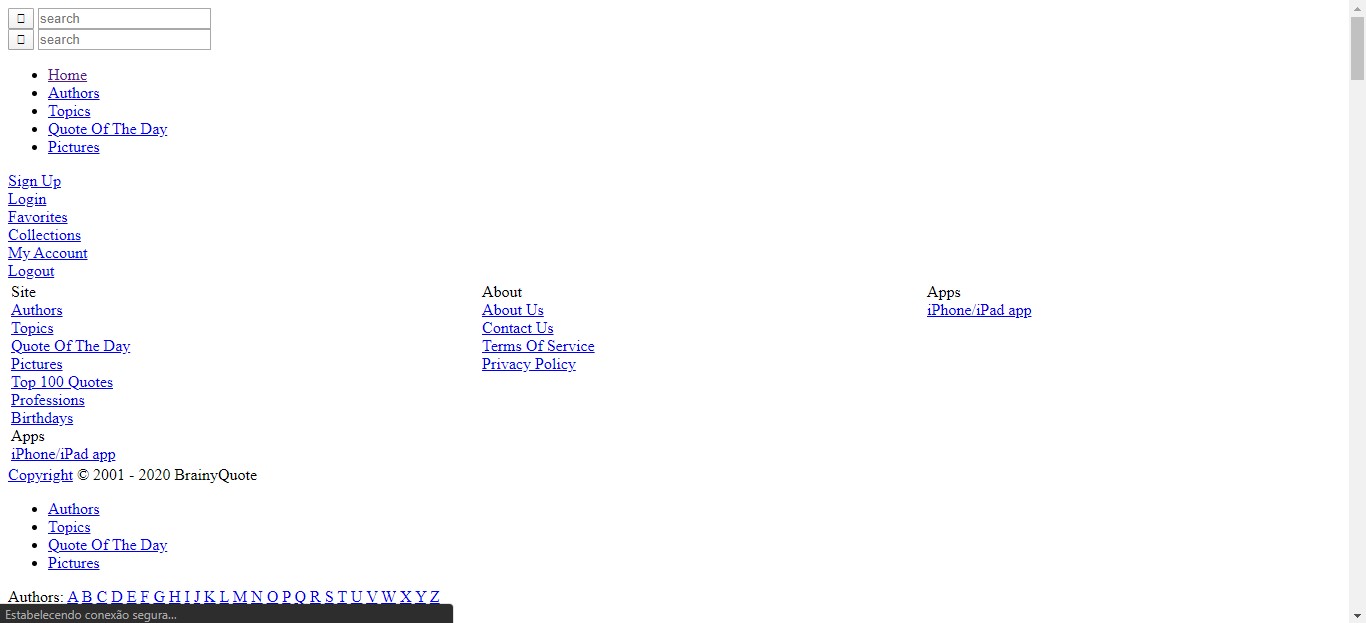 search
search
Home
Authors
Topics
Quote Of The Day
Pictures
Sign Up
Login
Favorites
Collections
My Account
Logout
Site
Authors
Topics
Quote Of The Day
Pictures
Top 100 Quotes
Professions
Birthdays
Apps
iPhone/iPad app
About
About Us
Contact Us
Terms Of Service
Privacy Policy
Apps
iPhone/iPad app
Copyright © 2001 - 2020 BrainyQuote
Authors
Topics
Quote Of The Day
Pictures
Authors: A B C D E F G H I J K L M N O P Q R S T U V W X Y Z
Estabelecendo conexão segura...